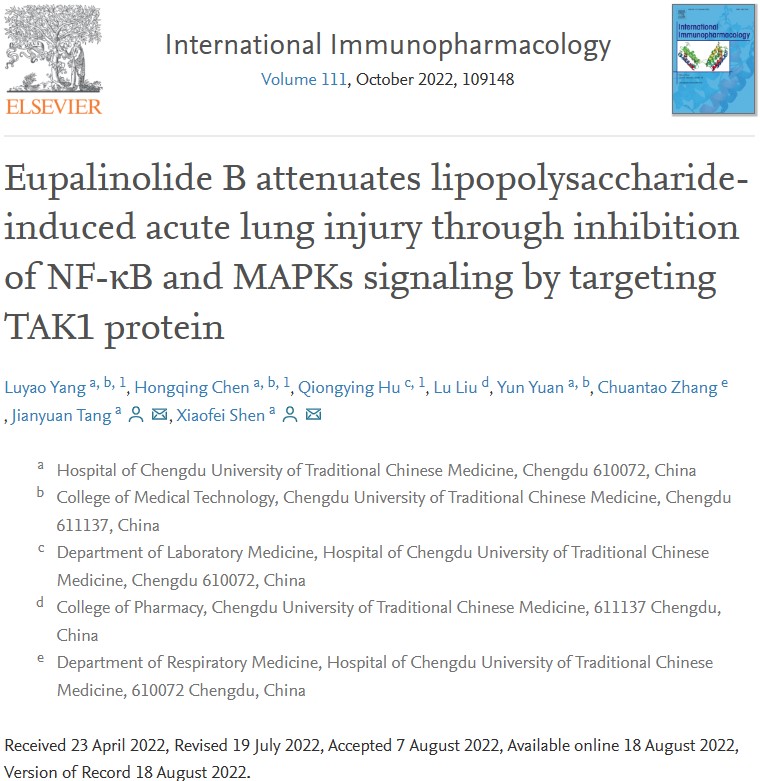 International Immunopharmacology
Volume 111, October 2022, 109148
ELSEVIER
International
Immunopharmacology
Eupalinolide B attenuates lipopolysaccharide-
induced acute lung injury through inhibition
of NF-κB and MAPKs signaling by targeting
TAK1 protein
Luyao Yang a, b, 1, Hongqing Chen a, b, 1, Qiongying Hu c, 1, Lu Liu d, Yun Yuan a, b, Chuantao Zhang e
, Jianyuan Tang a, Xiaofei Shen a
a Hospital of Chengdu University of Traditional Chinese Medicine, Chengdu 610072, China
b College of Medical Technology, Chengdu University of Traditional Chinese Medicine, Chengdu
611137, China
c Department of Laboratory Medicine, Hospital of Chengdu University of Traditional Chinese
Medicine, Chengdu 610072, China
d College of Pharmacy, Chengdu University of Traditional Chinese Medicine, 611137 Chengdu,
China
e Department of Respiratory Medicine, Hospital of Chengdu University of Traditional Chinese
Medicine, 610072 Chengdu, China
Received 23 April 2022, Revised 19 July 2022, Accepted 7 August 2022, Available online 18 August 2022,
Version of Record 18 August 2022.